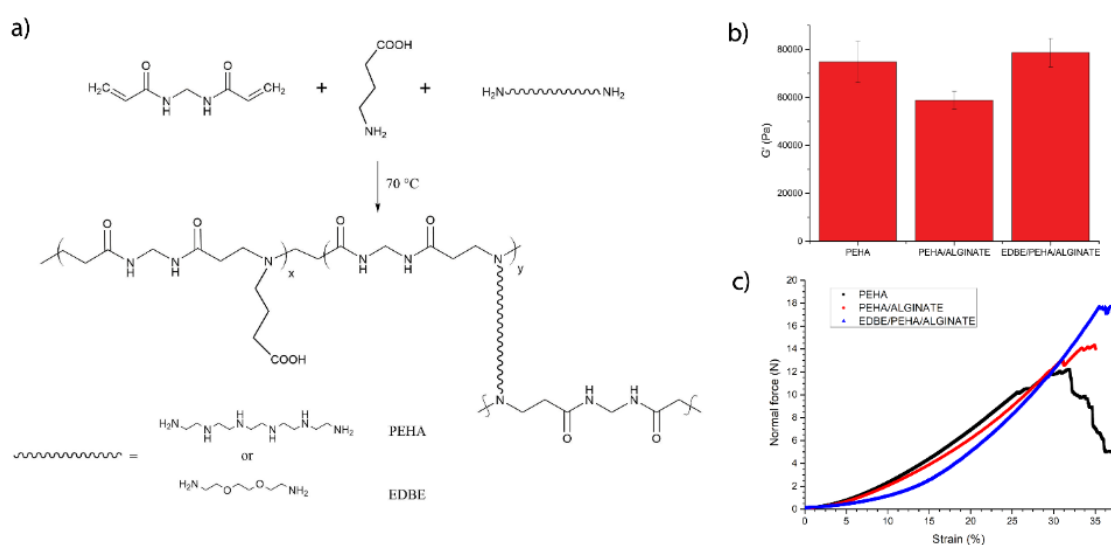 a)
COOH
O
O
H₂C
CH₂
N
H
N
H
+
+
H₂N
NH₂
NH₂
70 °C
O
O
O
O
N
H
N
H
N
x
N
H
N
H
N
y
COOH
N
H
N
H
N
O
O
NH₂
H
N
H
N
N
H
N
H
NH₂
PEHA
=
or
NH₂
O
O
NH₂
EDBE
b)
80000
60000
40000
20000
0
G' (Pa)
PEHA
PEHA/ALGINATE
EDBE/PEHA/ALGINATE
c)
20
18
16
14
12
10
8
6
4
2
0
Normal force (N)
PEHA
PEHA/ALGINATE
EDBE/PEHA/ALGINATE
0
5
10
15
20
25
30
35
Strain (%)